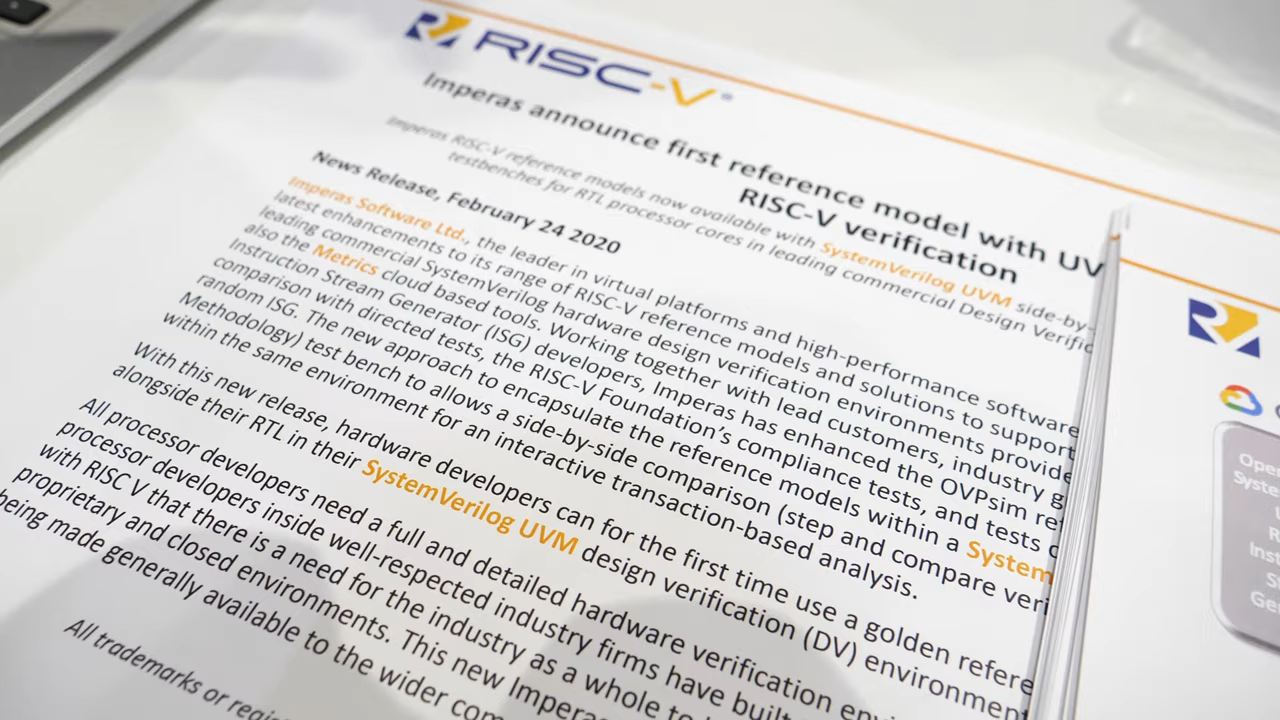 RISC-V
Imperas announce first reference model with UV
RISC-V verification
Imperas RISC-V reference models now available with SystemVerilog UVM side-by-
testbenches for RTL processor cores in leading commercial Design Verific
News Release, February 24 2020
Imperas Software Ltd., the leader in virtual platforms and high-performance software
latest enhancements to its range of RISC-V reference models and solutions to support
leading commercial SystemVerilog hardware design verification environments provide
also the Metrics cloud based tools. Working together with lead customers, industry g
Instruction Stream Generator (ISG) developers, Imperas has enhanced the OVPsim ref
comparison with directed tests, the RISC-V Foundation's compliance tests, and tests
random ISG. The new approach to encapsulate the reference models within a System
Methodology) test bench to allows a side-by-side comparison (step and compare veri
within the same environment for an interactive transaction-based analysis.
With this new release, hardware developers can for the first time use a golden refere
alongside their RTL in their SystemVerilog UVM design verification (DV) environment
All processor developers need a full and detailed hardware verification envi
processor developers inside well-respected industry firms have built
with RISC V that there is a need for the industry as a whole to
proprietary and closed environments. This new Imperas
being made generally available to the wider com
All trademarks or regis
Ope
Syste
R
Inst
S
Ge